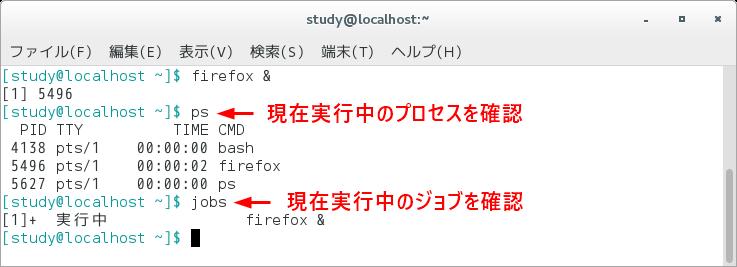 study@localhost:~
ファイル(F) 編集(E) 表示(V) 検索(S) 端末(T) ヘルプ(H)
[study@localhost ~]$ firefox &
[1] 5496
[study@localhost ~]$ ps 現在実行中のプロセスを確認
PID TTY TIME CMD
4138 pts/1 00:00:00 bash
5496 pts/1 00:00:02 firefox
5627 pts/1 00:00:00 ps
[study@localhost ~]$ jobs 現在実行中のジョブを確認
[1]+ 実行中 firefox &
[study@localhost ~]$